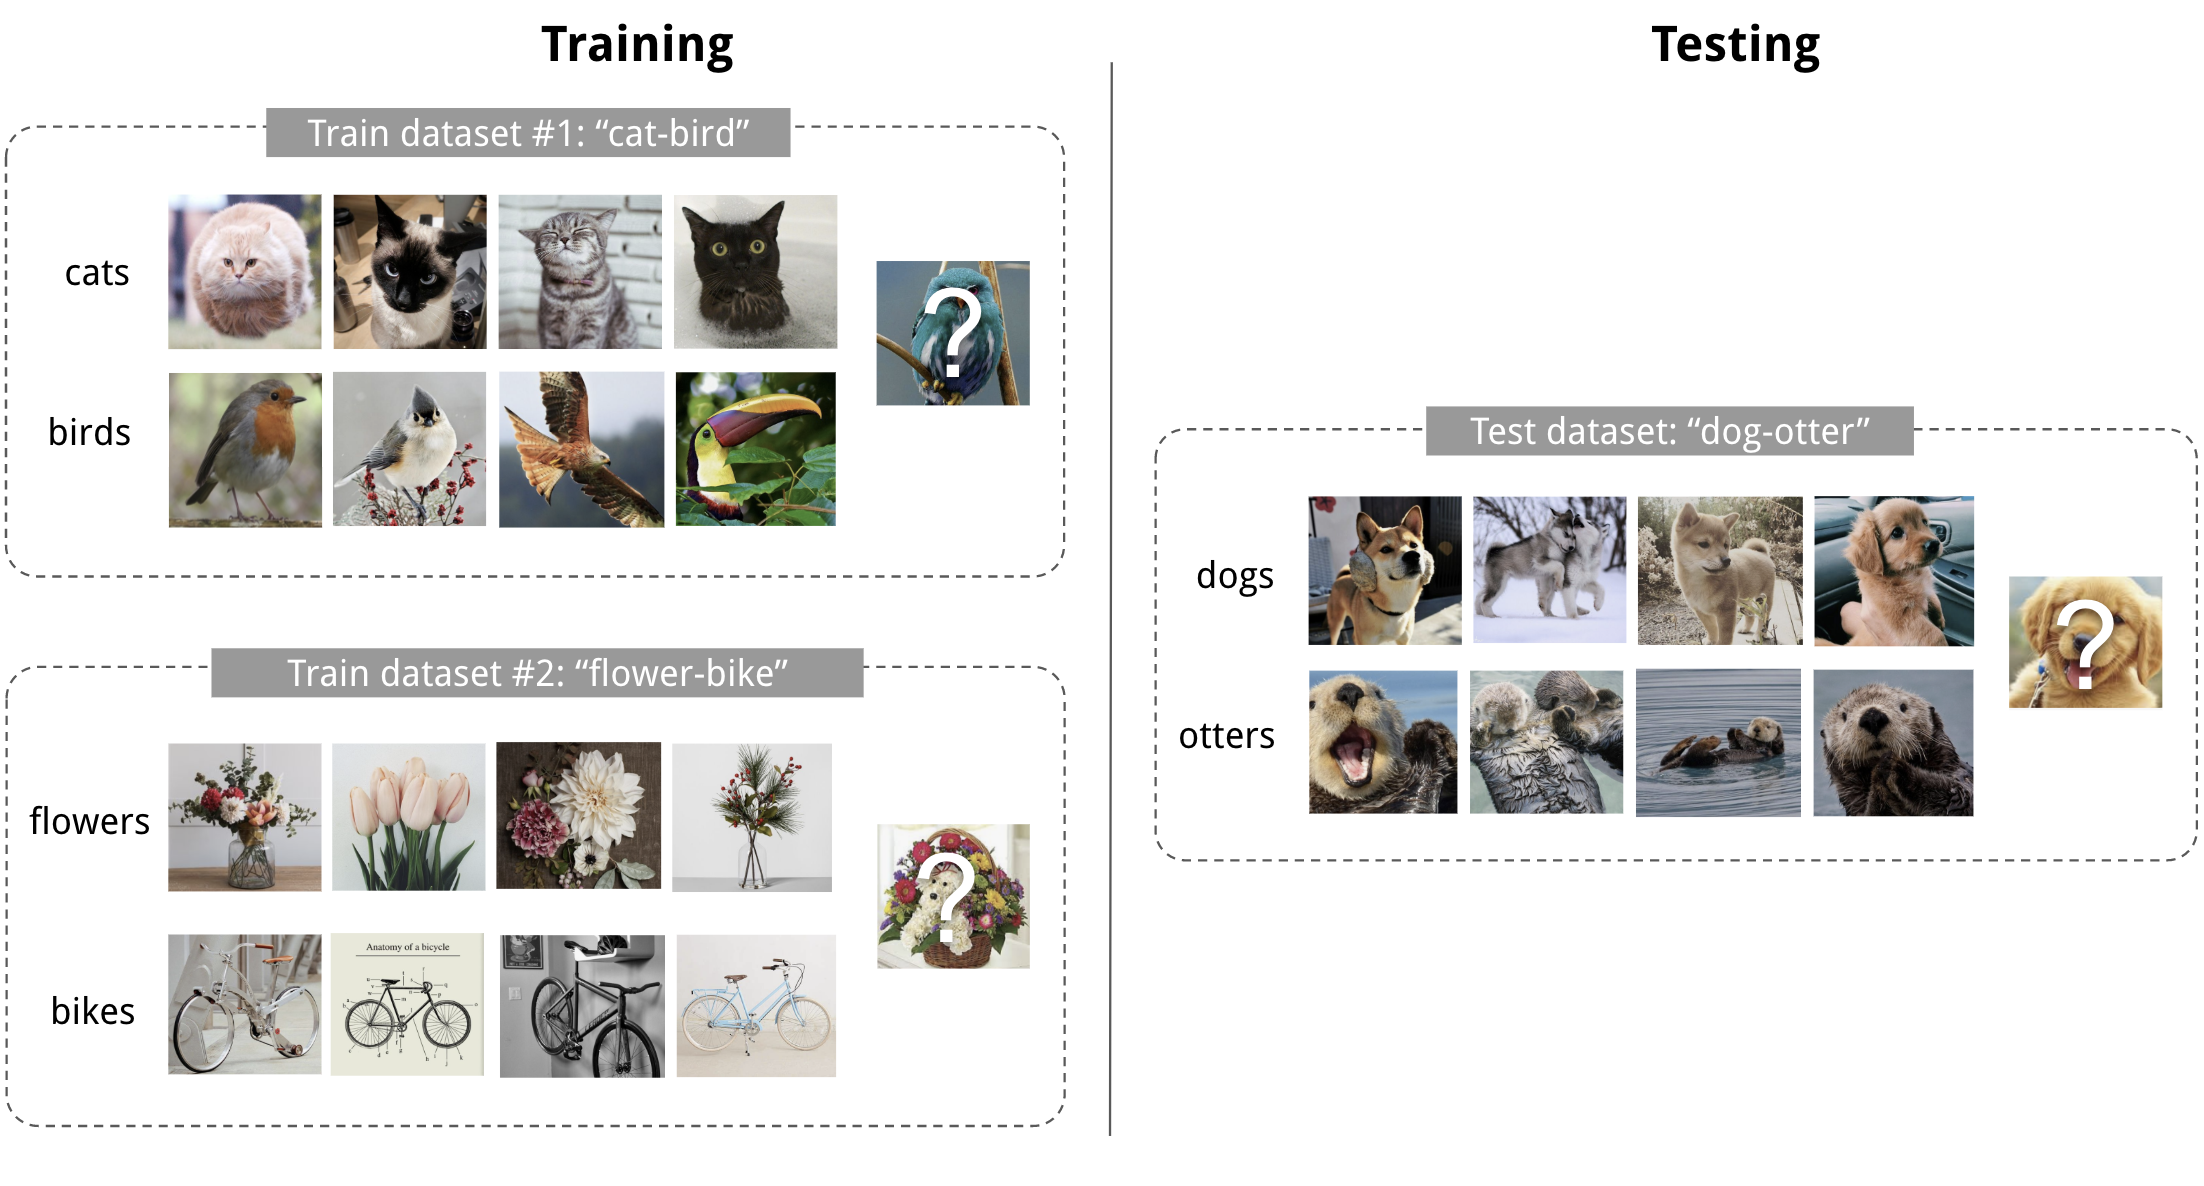 Training
Testing
Train dataset #1: “cat-bird”
cats
?
birds
Test dataset: “dog-otter”
dogs
?
otters
Train dataset #2: “flower-bike”
flowers
?
Anatomy of a bicycle
bikes